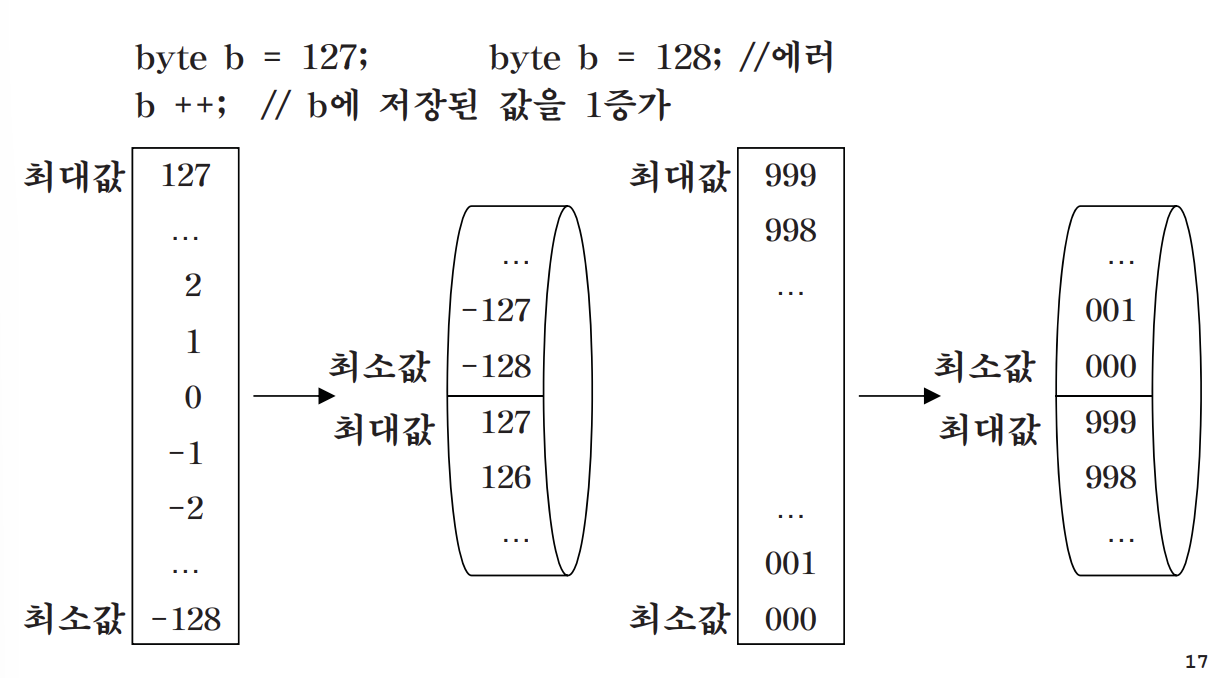 byte b = 127; byte b = 128; //에러
b ++; // b에 저장된 값을 1증가
최대값 127
...
2
1
0
-1
-2
...
최소값 -128
...
-127
최소값 -128
최대값 127
126
...
최대값 999
998
...
...
001
최소값 000
...
001
최소값 000
최대값 999
998
...
17